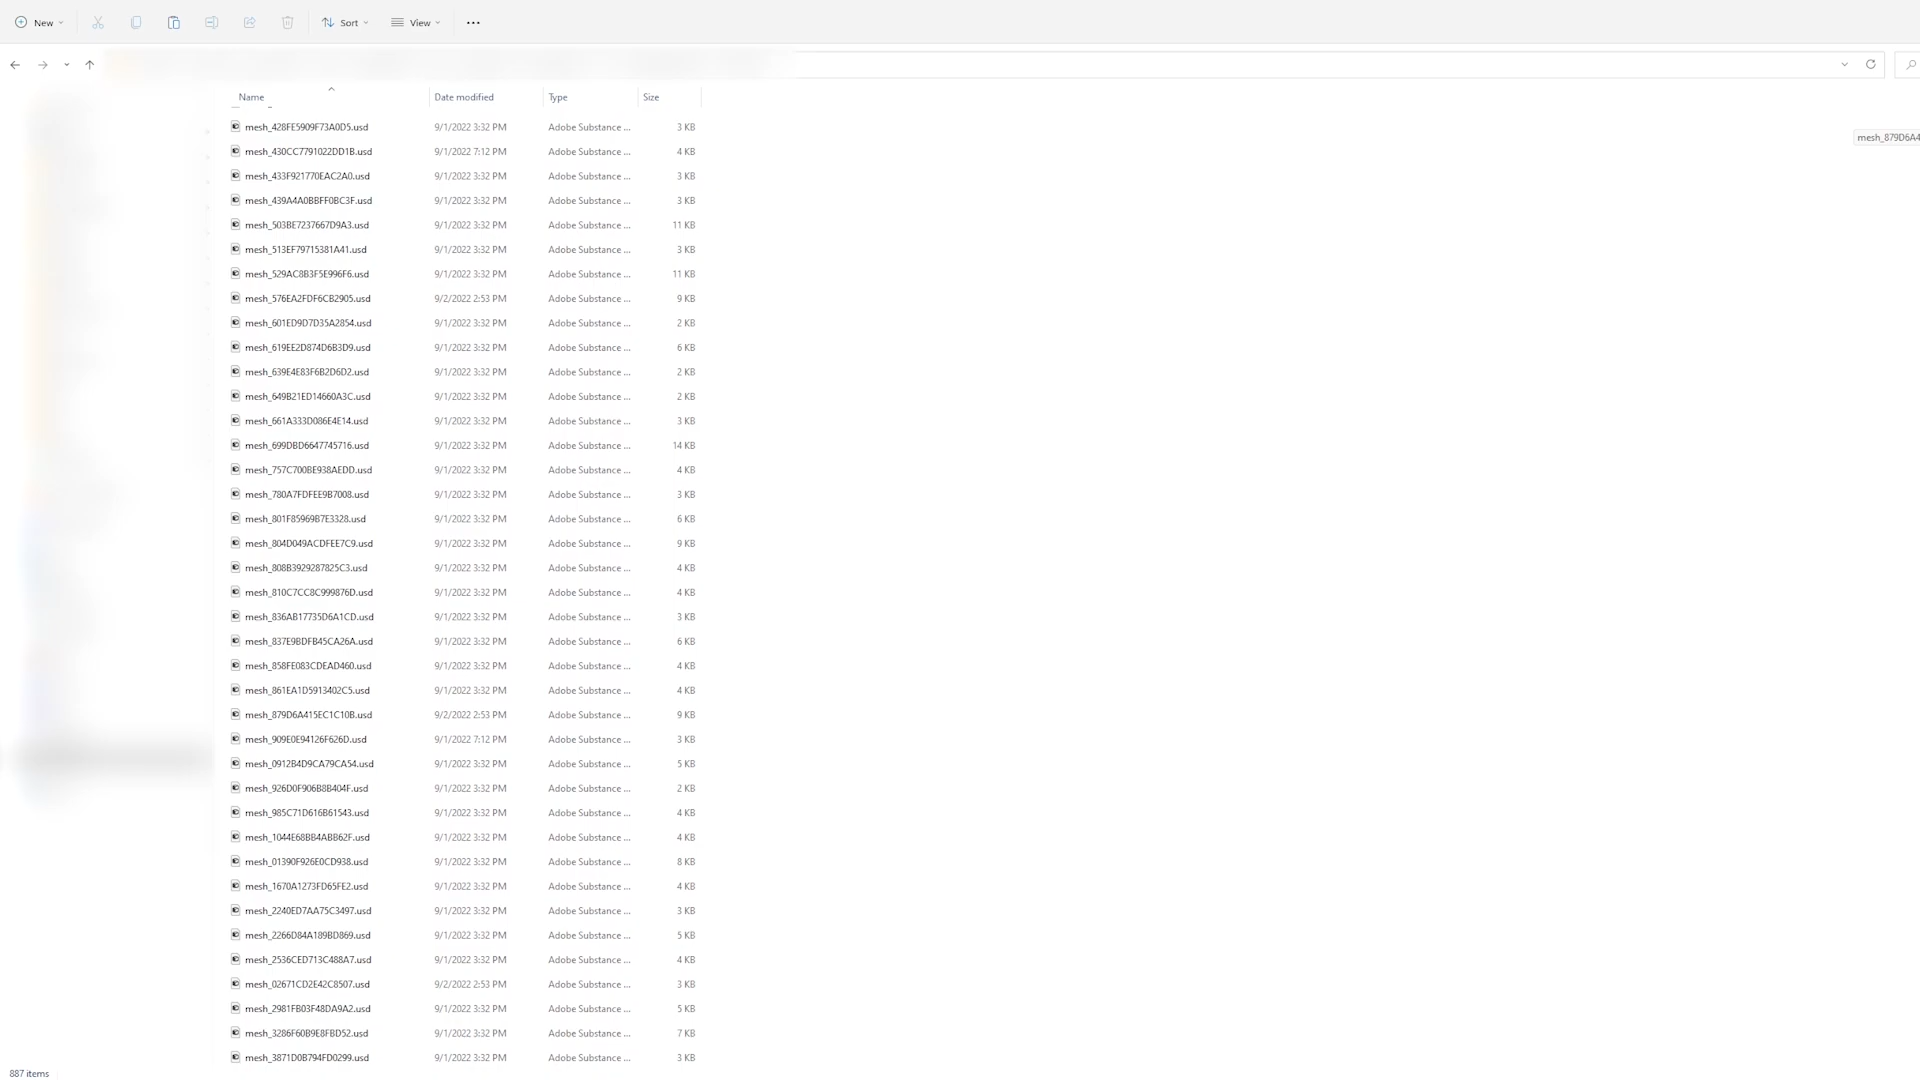 New
Sort
View
Name Date modified Type Size
mesh_428FE5909F73A0D5.usd 9/1/2022 3:32 PM Adobe Substance ... 3 KB
mesh_879D6A4
mesh_430CC7791022DD1B.usd 9/1/2022 7:12 PM Adobe Substance ... 4 KB
mesh_433F921770EAC2A0.usd 9/1/2022 3:32 PM Adobe Substance ... 3 KB
mesh_439A4A0BBFF0BC3F.usd 9/1/2022 3:32 PM Adobe Substance ... 3 KB
mesh_503BE7237667D9A3.usd 9/1/2022 3:32 PM Adobe Substance ... 11 KB
mesh_513EF79715381A41.usd 9/1/2022 3:32 PM Adobe Substance ... 3 KB
mesh_529AC8B3F5E996F6.usd 9/1/2022 3:32 PM Adobe Substance ... 11 KB
mesh_576EA2FDF6CB2905.usd 9/2/2022 2:53 PM Adobe Substance ... 9 KB
mesh_601ED9D7D35A2854.usd 9/1/2022 3:32 PM Adobe Substance ... 2 KB
mesh_619EE2D874D6B3D9.usd 9/1/2022 3:32 PM Adobe Substance ... 6 KB
mesh_639E4E83F6B2D6D2.usd 9/1/2022 3:32 PM Adobe Substance ... 2 KB
mesh_649B21ED14660A3C.usd 9/1/2022 3:32 PM Adobe Substance ... 2 KB
mesh_661A333D086E4E14.usd 9/1/2022 3:32 PM Adobe Substance ... 3 KB
mesh_699DBD6647745716.usd 9/1/2022 3:32 PM Adobe Substance ... 14 KB
mesh_757C700BE938AEDD.usd 9/1/2022 3:32 PM Adobe Substance ... 4 KB
mesh_780A7FDFEE9B7008.usd 9/1/2022 3:32 PM Adobe Substance ... 3 KB
mesh_801F85969B7E3328.usd 9/1/2022 3:32 PM Adobe Substance ... 6 KB
mesh_804D049ACDFEE7C9.usd 9/1/2022 3:32 PM Adobe Substance ... 9 KB
mesh_808B3929287825C3.usd 9/1/2022 3:32 PM Adobe Substance ... 4 KB
mesh_810C7CC8C999876D.usd 9/1/2022 3:32 PM Adobe Substance ... 4 KB
mesh_836AB17735D6A1CD.usd 9/1/2022 3:32 PM Adobe Substance ... 3 KB
mesh_837E9BDFB45CA26A.usd 9/1/2022 3:32 PM Adobe Substance ... 6 KB
mesh_858FE083CDEAD460.usd 9/1/2022 3:32 PM Adobe Substance ... 4 KB
mesh_861EA1D5913402C5.usd 9/1/2022 3:32 PM Adobe Substance ... 4 KB
mesh_879D6A415EC1C10B.usd 9/2/2022 2:53 PM Adobe Substance ... 9 KB
mesh_909E0E94126F626D.usd 9/1/2022 7:12 PM Adobe Substance ... 3 KB
mesh_0912B4D9CA79CA54.usd 9/1/2022 3:32 PM Adobe Substance ... 5 KB
mesh_926D0F906B8B404F.usd 9/1/2022 3:32 PM Adobe Substance ... 2 KB
mesh_985C71D616B61543.usd 9/1/2022 3:32 PM Adobe Substance ... 4 KB
mesh_1044E68BB4ABB62F.usd 9/1/2022 3:32 PM Adobe Substance ... 4 KB
mesh_01390F926E0CD938.usd 9/1/2022 3:32 PM Adobe Substance ... 8 KB
mesh_1670A1273FD65FE2.usd 9/1/2022 3:32 PM Adobe Substance ... 4 KB
mesh_2240ED7AA75C3497.usd 9/1/2022 3:32 PM Adobe Substance ... 3 KB
mesh_2266D84A189BD869.usd 9/1/2022 3:32 PM Adobe Substance ... 5 KB
mesh_2536CED713C488A7.usd 9/1/2022 3:32 PM Adobe Substance ... 4 KB
mesh_02671CD2E42C8507.usd 9/2/2022 2:53 PM Adobe Substance ... 3 KB
mesh_2981FB03F48DA9A2.usd 9/1/2022 3:32 PM Adobe Substance ... 5 KB
mesh_3286F60B9E8FBD52.usd 9/1/2022 3:32 PM Adobe Substance ... 7 KB
mesh_3871D0B794FD0299.usd 9/1/2022 3:32 PM Adobe Substance ... 3 KB
887 items